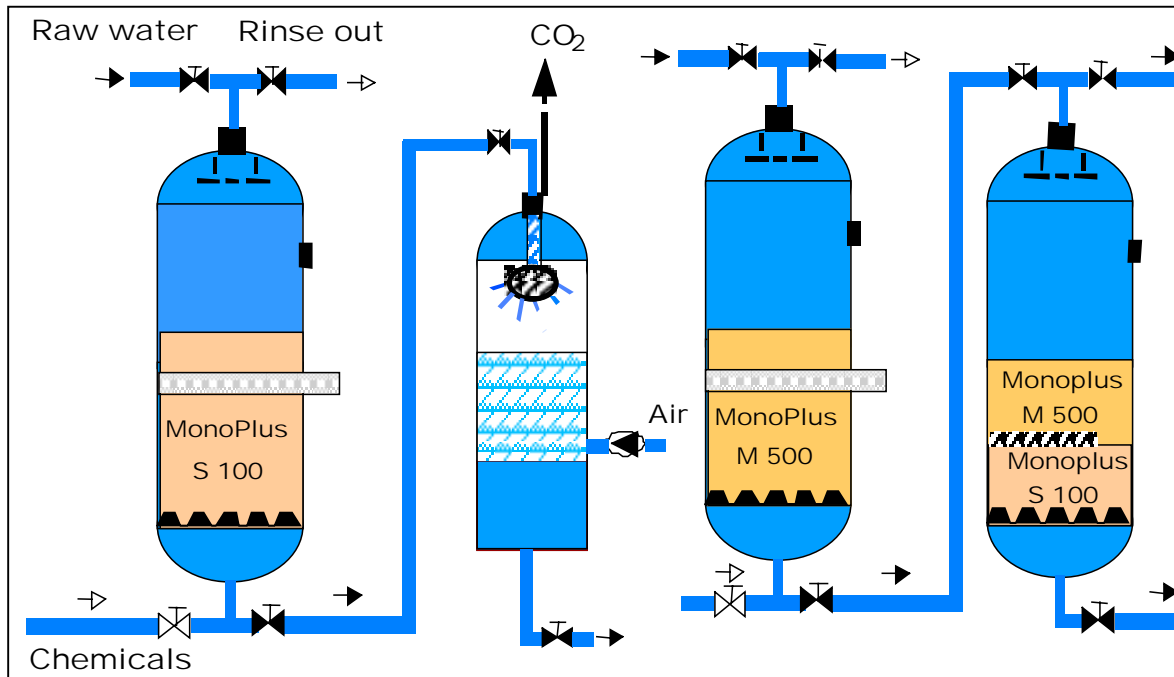 Raw water
Rinse out
CO₂
MonoPlus
S 100
Air
MonoPlus
M 500
Monoplus
M 500
Monoplus
S 100
Chemicals